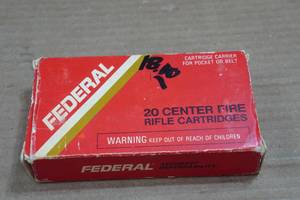 FEDERAL
CARTRIDGE CARRIER
FOR POCKET OR BELT
20 CENTER FIRE
RIFLE CARTRIDGES
WARNING KEEP OUT OF REACH OF CHILDREN
FEDERAL